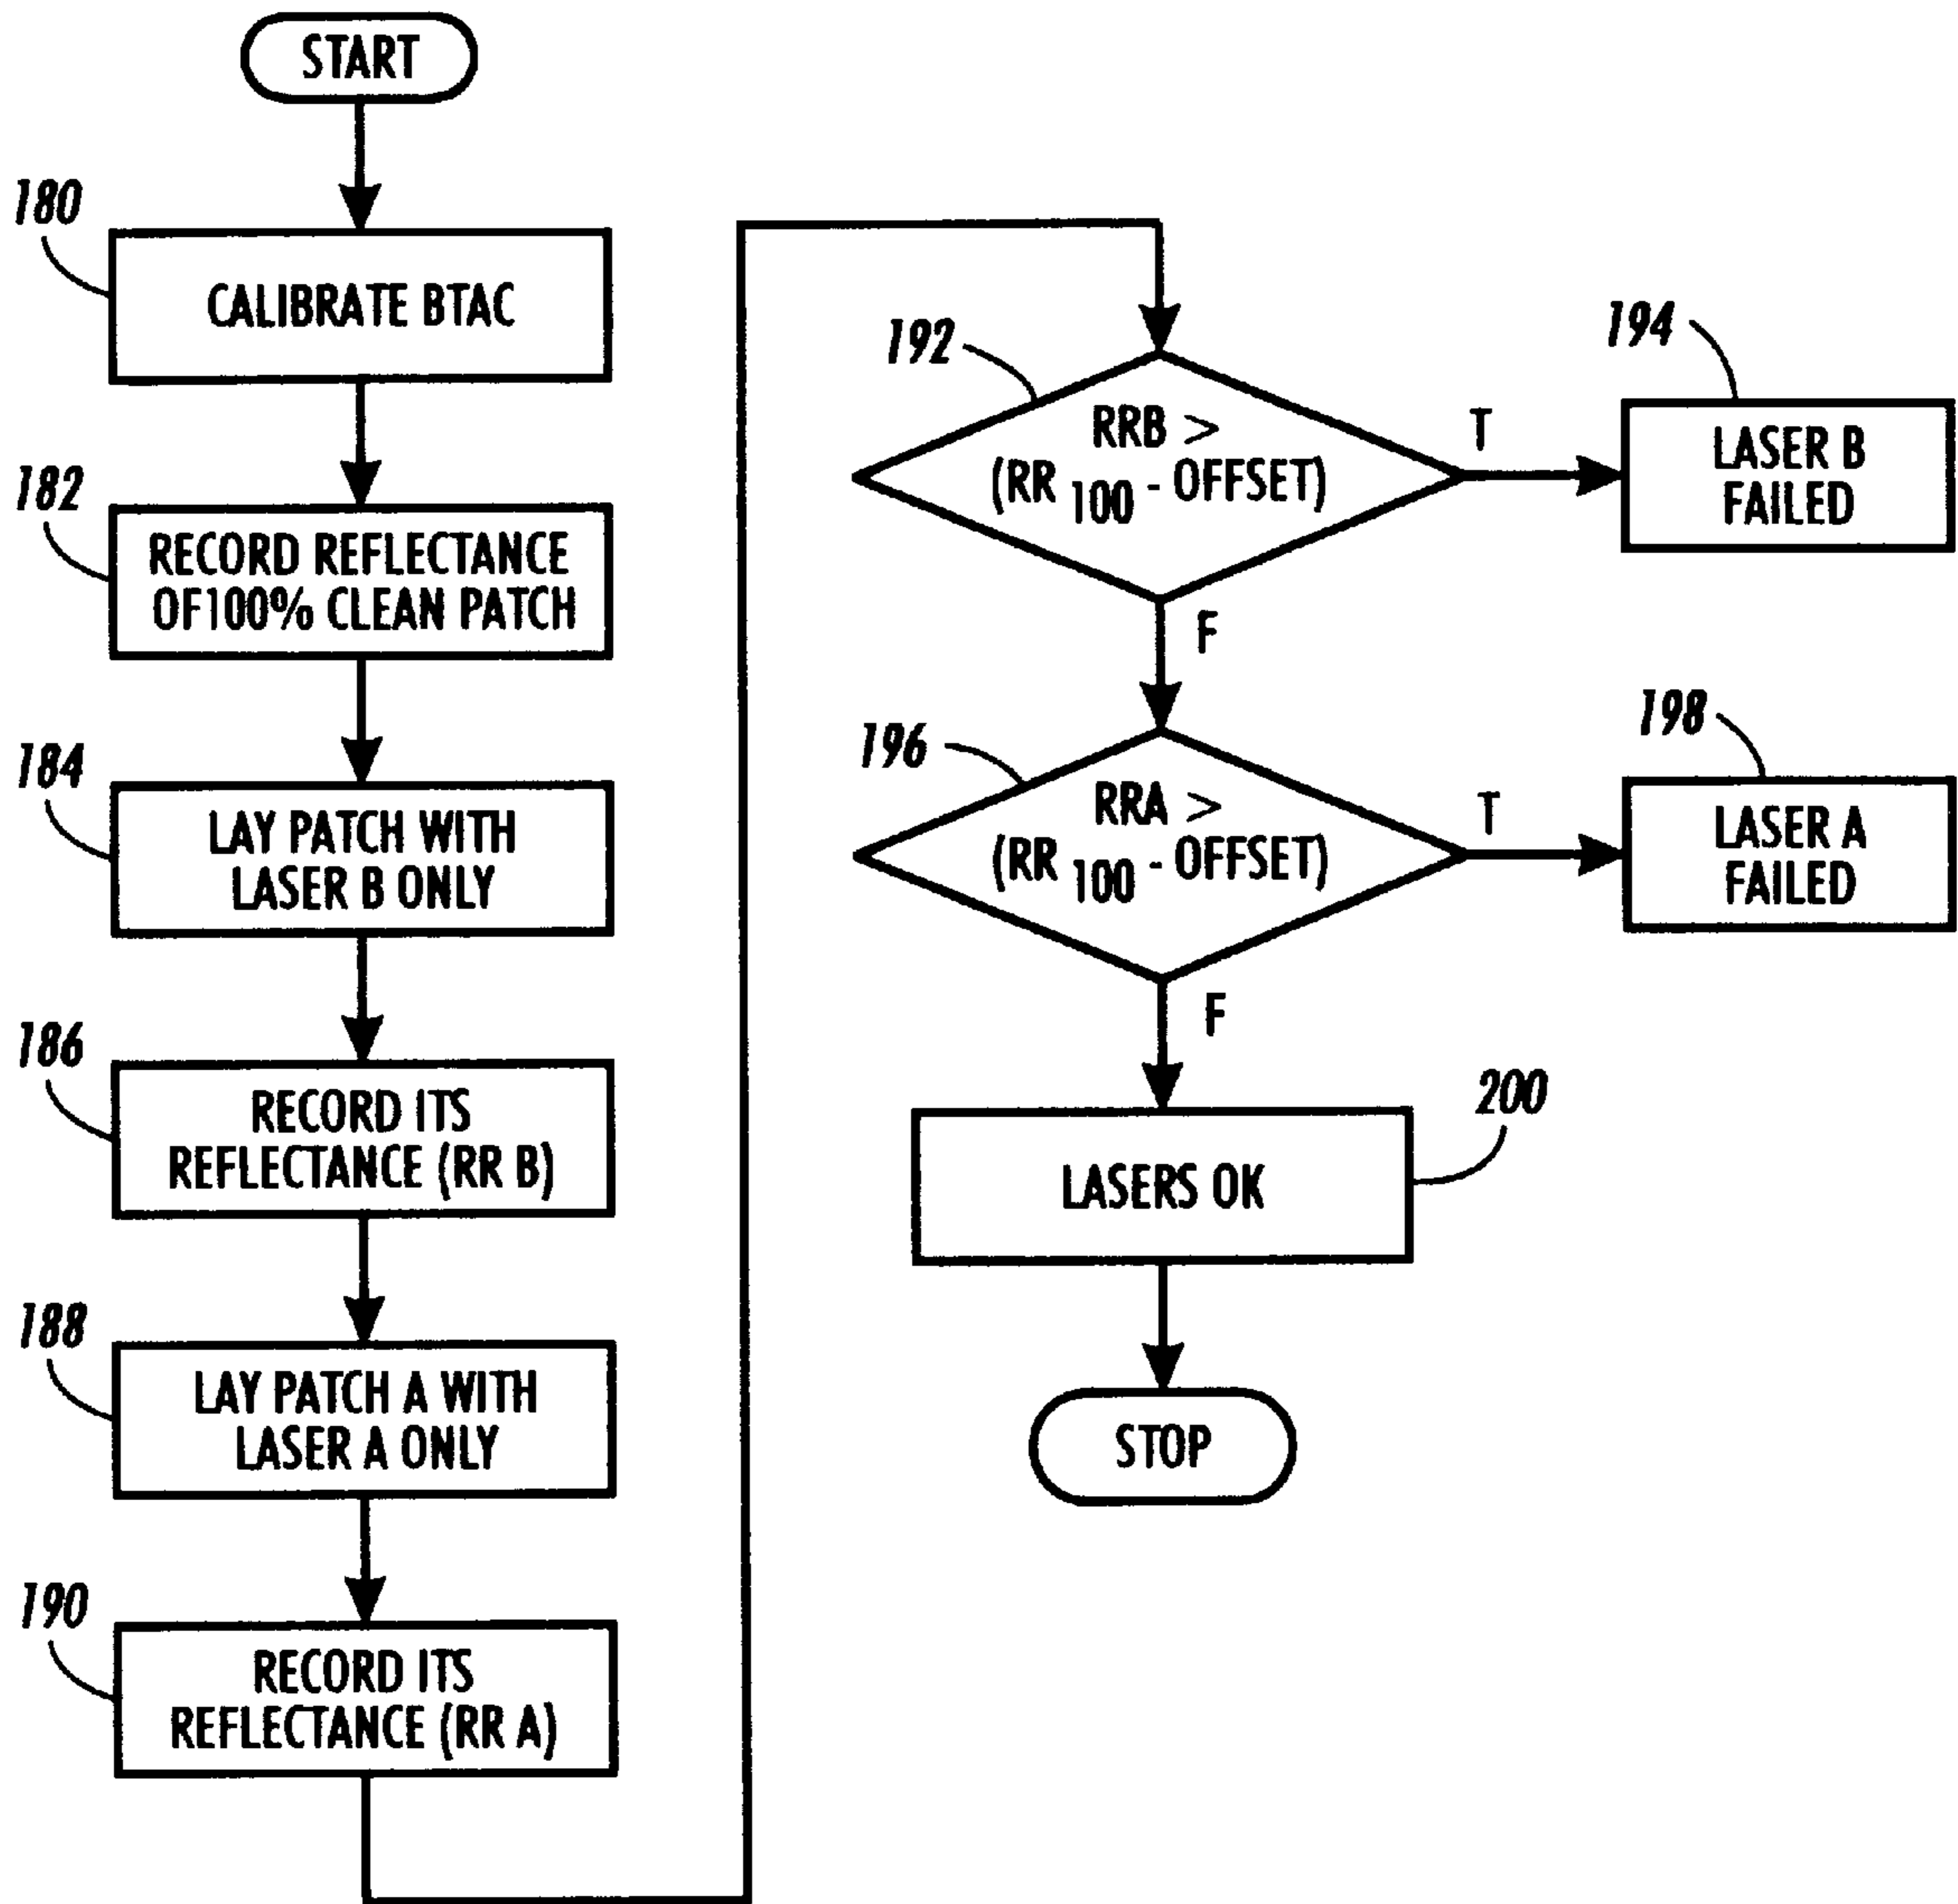 START
180
CALIBRATE BTAC
182
RECORD REFLECTANCE
OF100% CLEAN PATCH
184
LAY PATCH WITH
LASER B ONLY
186
RECORD ITS
REFLECTANCE (RR B)
188
LAY PATCH A WITH
LASER A ONLY
190
RECORD ITS
REFLECTANCE (RR A)
192
RRB >
(RR 100 - OFFSET)
T
194
LASER B
FAILED
F
196
RRA >
(RR 100 - OFFSET)
T
198
LASER A
FAILED
F
200
LASERS OK
STOP